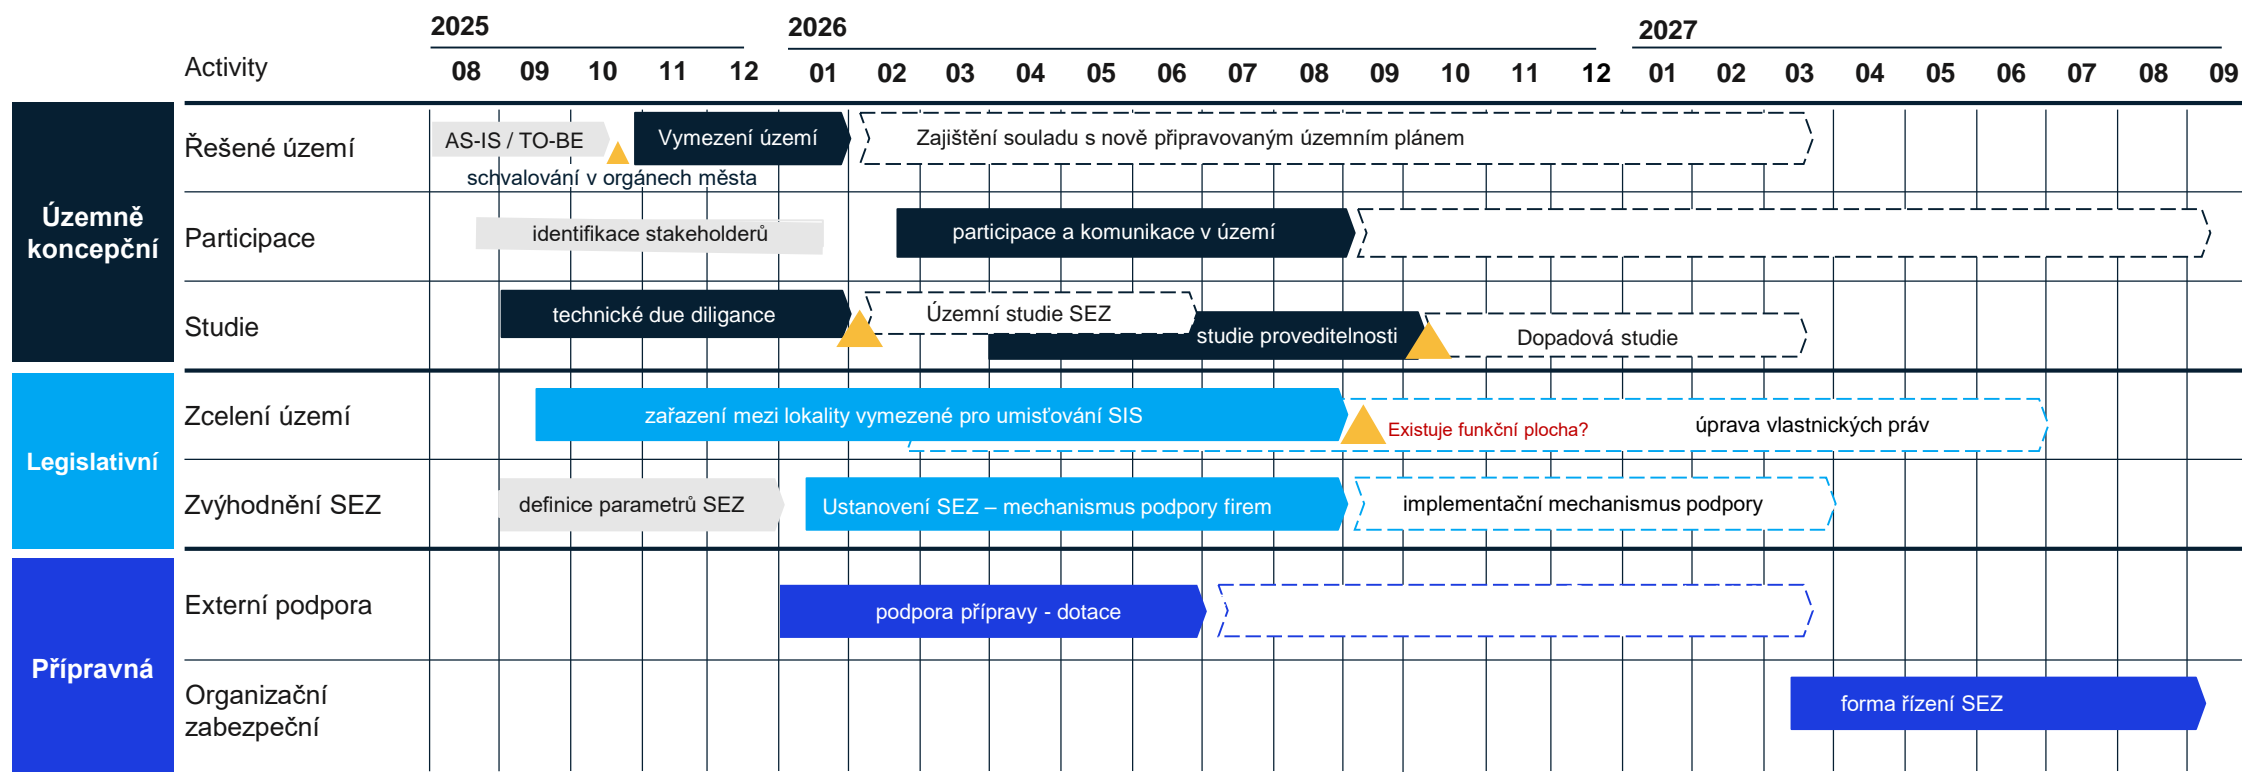 2025
2026
2027
Activity
08 09 10 11 12 01 02 03 04 05 06 07 08 09 10 11 12 01 02 03 04 05 06 07 08 09
Územně
koncepční
Řešené území
AS-IS / TO-BE
Vymezení území
Zajištění souladu s nově připravovaným územním plánem
schvalování v orgánech města
Participace
identifikace stakeholderů
participace a komunikace v území
Studie
technické due diligance
Územní studie SEZ
studie proveditelnosti
Dopadová studie
Legislativní
Zcelení území
zařazení mezi lokality vymezené pro umisťování SIS
Existuje funkční plocha?
úprava vlastnických práv
Zvýhodnění SEZ
definice parametrů SEZ
Ustanovení SEZ – mechanismus podpory firem
implementační mechanismus podpory
Přípravná
Externí podpora
podpora přípravy - dotace
Organizační
zabezpeční
forma řízení SEZ